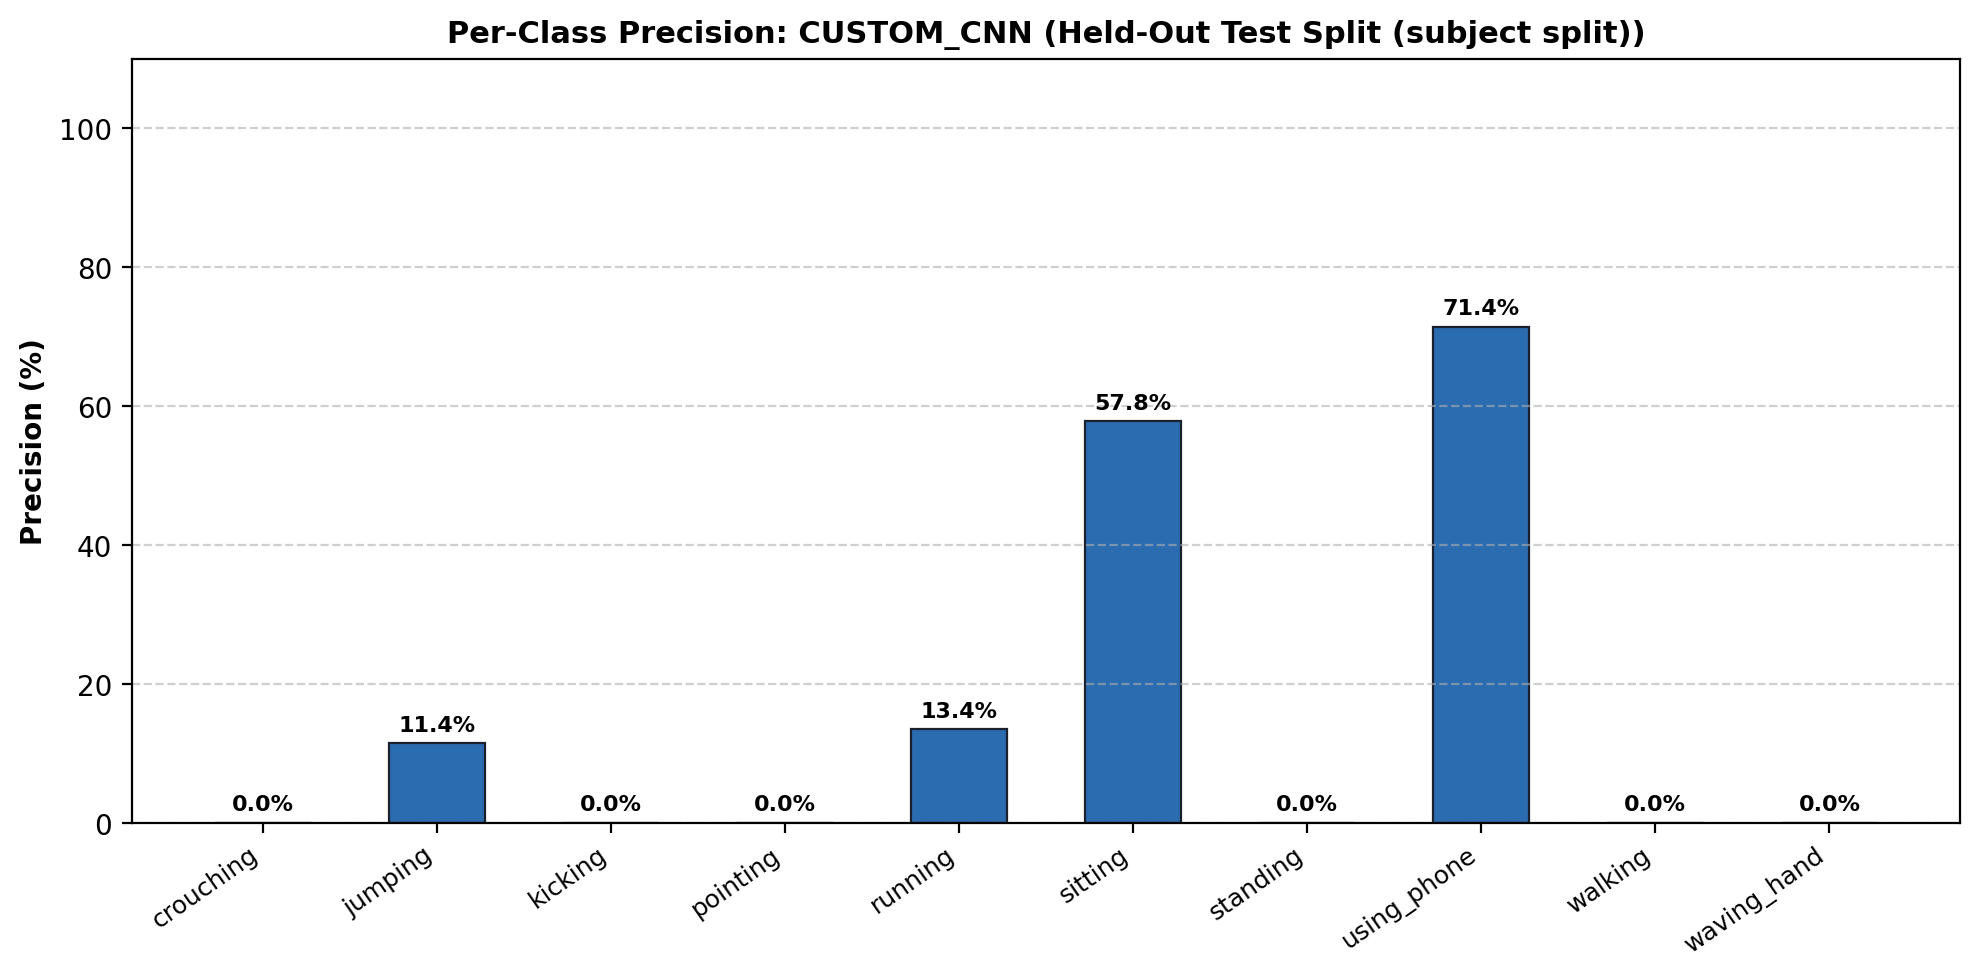 Per-Class Precision: CUSTOM_CNN (Held-Out Test Split (subject split))
Precision (%)
100
80
60
40
20
0
0.0%
11.4%
0.0%
0.0%
13.4%
57.8%
0.0%
71.4%
0.0%
0.0%
crouching
jumping
kicking
pointing
running
sitting
standing
using_phone
walking
waving_hand